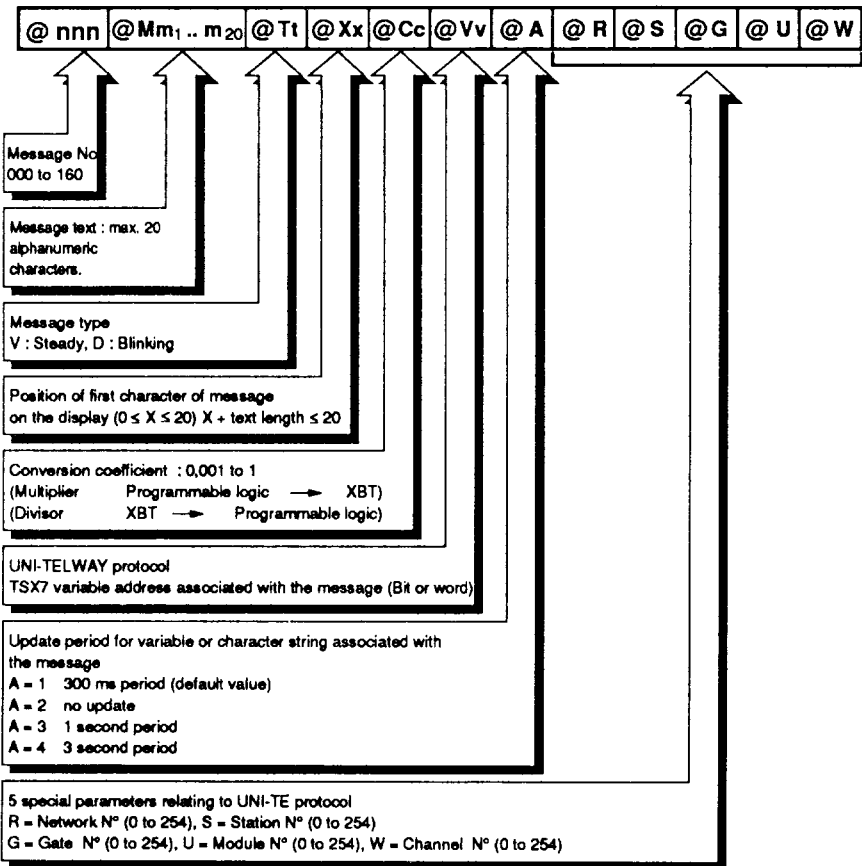 @ nnn @Mm1 .. m20 @Tt @Xx @Cc @Vv @ A @ R @ S @G @ U @ W
Message No
000 to 160
Message text : max. 20
alphanumeric
characters.
Message type
V : Steady, D : Blinking
Position of first character of message
on the display (0 ≤ X ≤ 20) X + text length ≤ 20
Conversion coefficient : 0,001 to 1
(Multiplier Programmable logic → XBT)
(Divisor XBT → Programmable logic)
UNI-TELWAY protocol
TSX7 variable address associated with the message (Bit or word)
Update period for variable or character string associated with
the message
A = 1 300 ms period (default value)
A = 2 no update
A = 3 1 second period
A = 4 3 second period
5 special parameters relating to UNI-TE protocol
R = Network N° (0 to 254), S = Station N° (0 to 254)
G = Gate N° (0 to 254), U = Module N° (0 to 254), W = Channel N° (0 to 254)